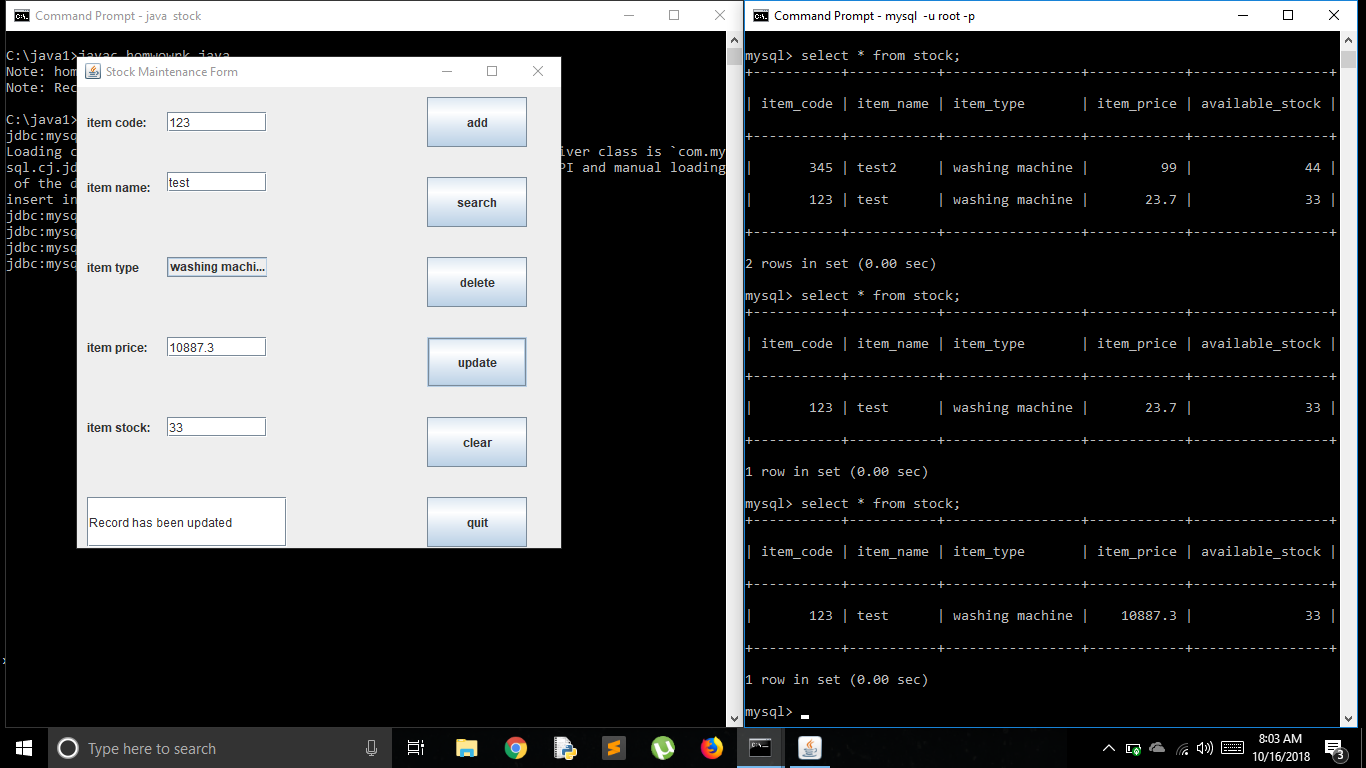 Command Prompt - java  stock
C:\java1>javac homwowrk.java
Note: hom
Note: Rec
C:\java1>
jdbc:mysq
Loading c
iver class is `com.my
sql.cj.jd
PI and manual loading
of the d
insert in
jdbc:mysq
jdbc:mysq
jdbc:mysq
jdbc:mysq
Stock Maintenance Form
item code: 123 add
item name: test search
item type washing machi... delete
item price: 10887.3 update
item stock: 33 clear
Record has been updated quit
Command Prompt - mysql  -u root -p
mysql> select * from stock;
+-----------+-----------+-----------------+------------+-----------------+
| item_code | item_name | item_type       | item_price | available_stock |
+-----------+-----------+-----------------+------------+-----------------+
|       345 | test2     | washing machine |         99 |              44 |
|       123 | test      | washing machine |       23.7 |              33 |
+-----------+-----------+-----------------+------------+-----------------+
2 rows in set (0.00 sec)
mysql> select * from stock;
+-----------+-----------+-----------------+------------+-----------------+
| item_code | item_name | item_type       | item_price | available_stock |
+-----------+-----------+-----------------+------------+-----------------+
|       123 | test      | washing machine |       23.7 |              33 |
+-----------+-----------+-----------------+------------+-----------------+
1 row in set (0.00 sec)
mysql> select * from stock;
+-----------+-----------+-----------------+------------+-----------------+
| item_code | item_name | item_type       | item_price | available_stock |
+-----------+-----------+-----------------+------------+-----------------+
|       123 | test      | washing machine |    10887.3 |              33 |
+-----------+-----------+-----------------+------------+-----------------+
1 row in set (0.00 sec)
mysql>
Type here to search
8:03 AM
10/16/2018
3